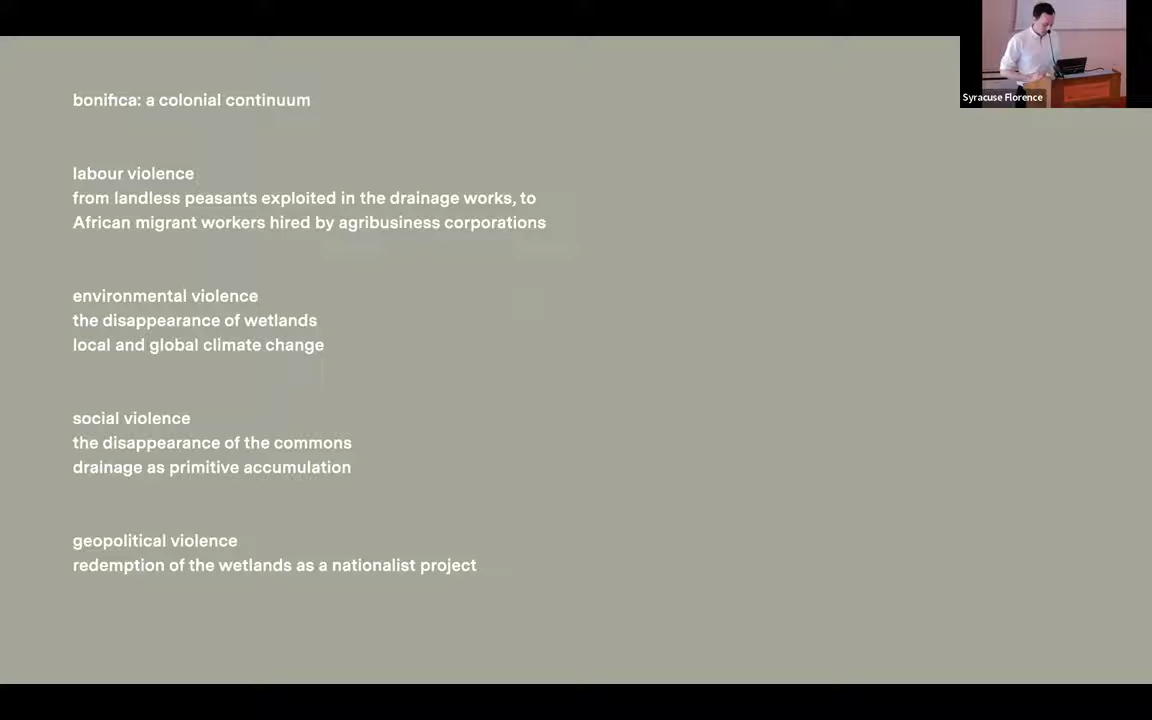 bonifica: a colonial continuum
labour violence
from landless peasants exploited in the drainage works, to
African migrant workers hired by agribusiness corporations
environmental violence
the disappearance of wetlands
local and global climate change
social violence
the disappearance of the commons
drainage as primitive accumulation
geopolitical violence
redemption of the wetlands as a nationalist project
Syracuse Florence